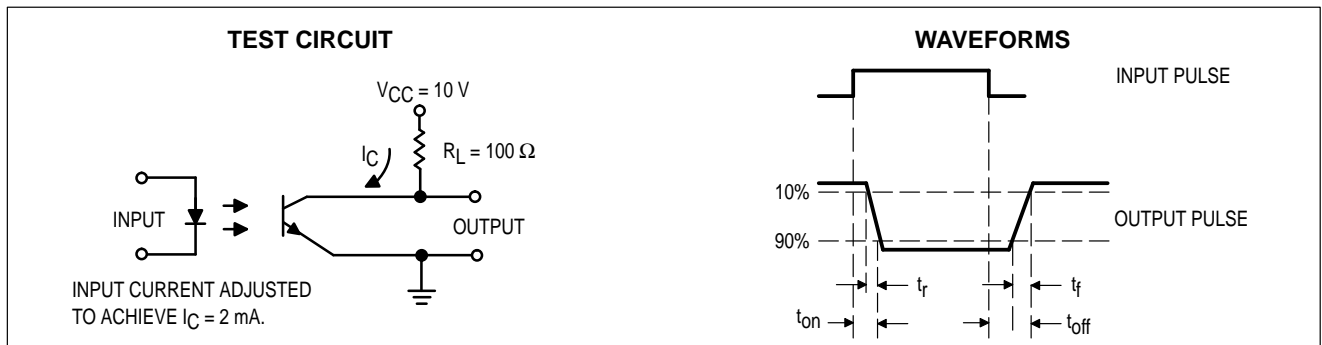 TEST CIRCUIT
VCC = 10 V
IC
RL = 100 Ω
INPUT
OUTPUT
INPUT CURRENT ADJUSTED
TO ACHIEVE IC = 2 mA.
WAVEFORMS
INPUT PULSE
10%
OUTPUT PULSE
90%
tr
tf
ton
toff